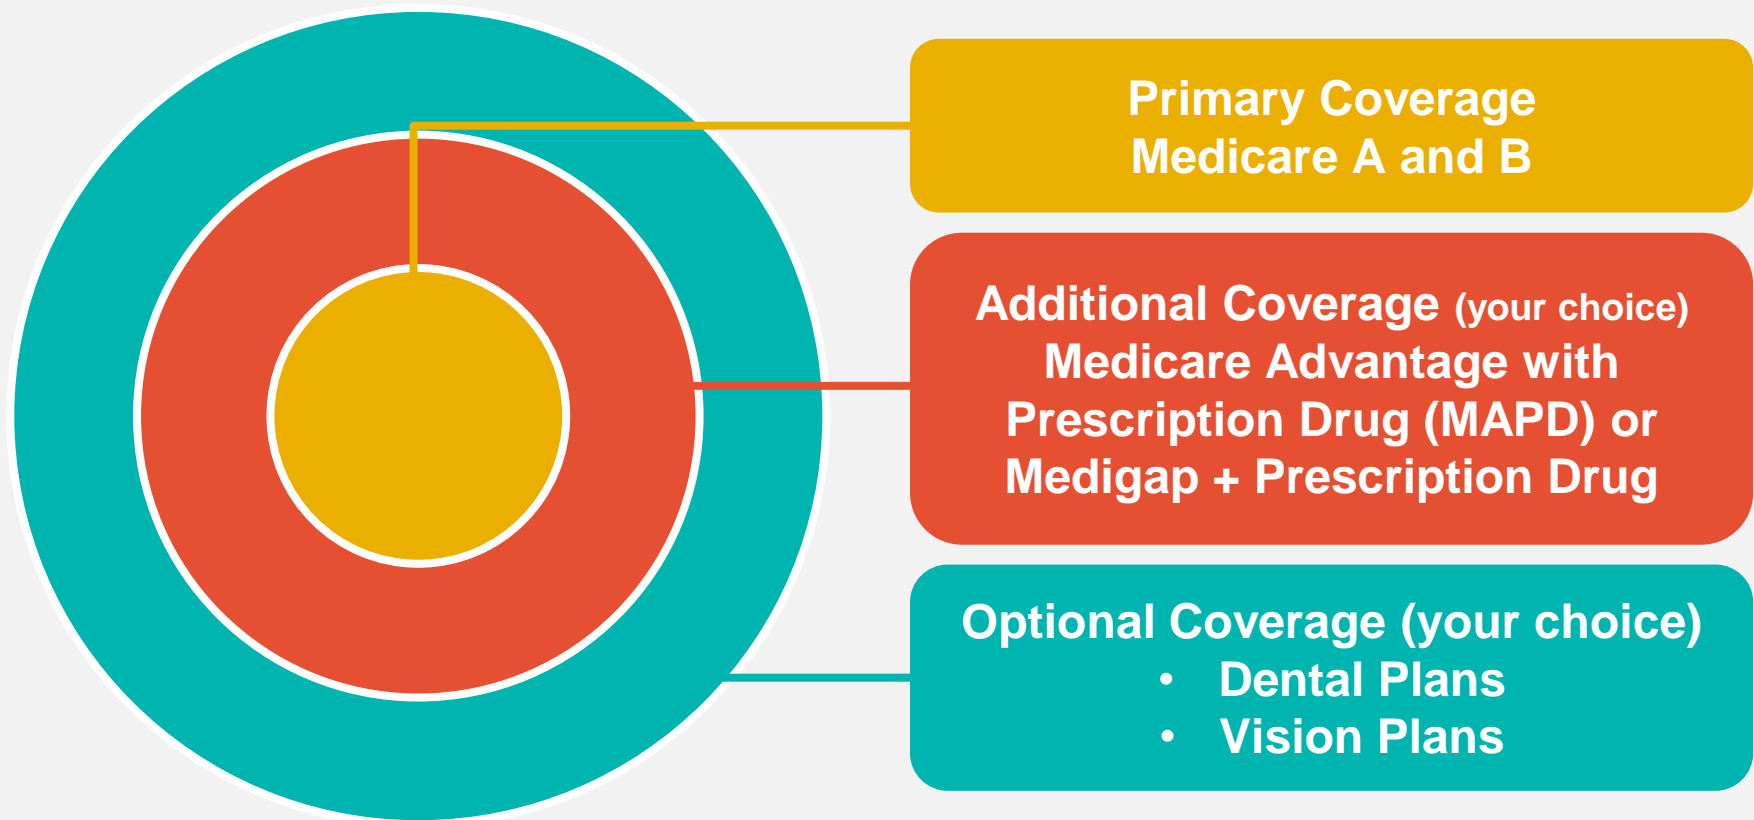 Primary Coverage
Medicare A and B
Additional Coverage (your choice)
Medicare Advantage with
Prescription Drug (MAPD) or
Medigap + Prescription Drug
Optional Coverage (your choice)
• Dental Plans
• Vision Plans